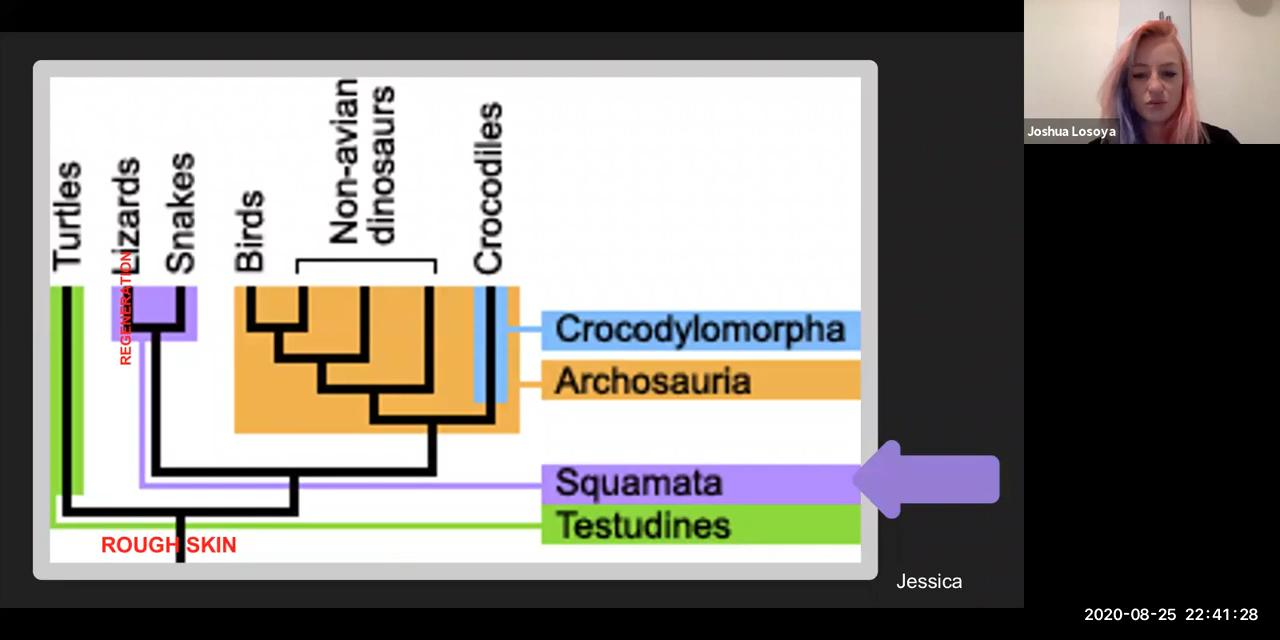 Turtles
Lizards
Snakes
Birds
Non-avian
dinosaurs
Crocodiles
REGENERATION
Crocodylomorpha
Archosauria
Squamata
Testudines
ROUGH SKIN
Jessica
Joshua Losoya
2020-08-25 22:41:28